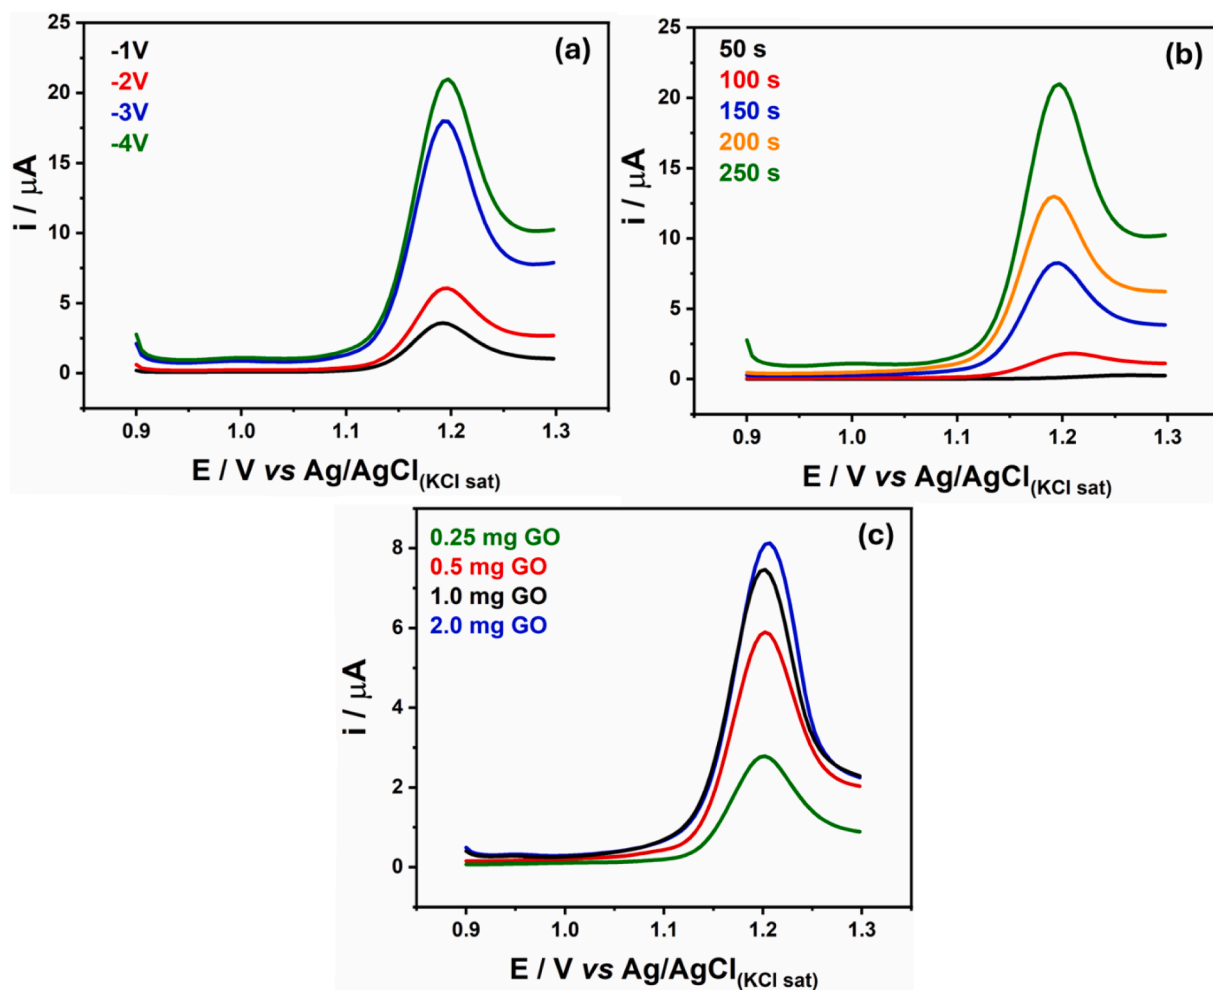 (a)
-1V
-2V
-3V
-4V
25
20
15
10
5
0
i / μA
0.9 1.0 1.1 1.2 1.3
E / V vs Ag/AgCl(KCl sat)
(b)
50 s
100 s
150 s
200 s
250 s
25
20
15
10
5
0
i / μA
0.9 1.0 1.1 1.2 1.3
E / V vs Ag/AgCl(KCl sat)
(c)
0.25 mg GO
0.5 mg GO
1.0 mg GO
2.0 mg GO
8
6
4
2
0
i / μA
0.9 1.0 1.1 1.2 1.3
E / V vs Ag/AgCl(KCl sat)